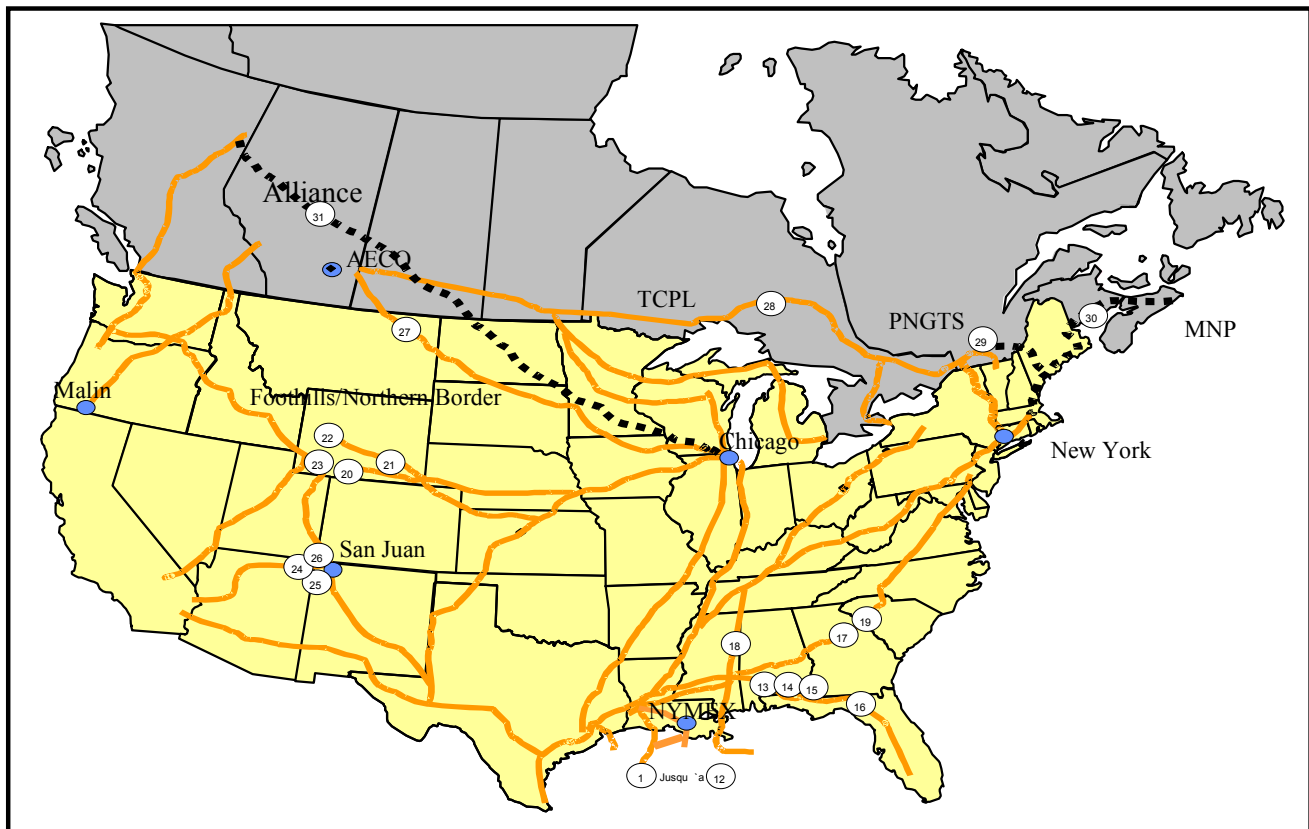 Alliance
31
AECO
TCPL
28
PNGTS
29
30
MNP
27
Malin
Foothills/Northern Border
22
Chicago
New York
23
20
21
26
San Juan
24
25
19
17
18
13
14
15
16
NYMEX
1
Jusqu `a
12